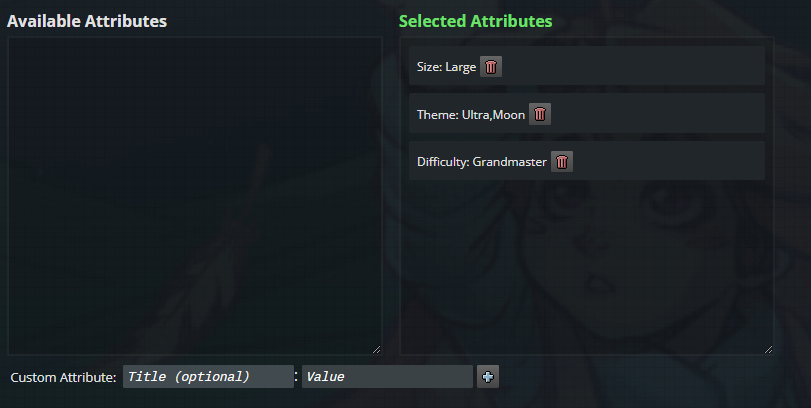 Available Attributes
Selected Attributes
Size: Large
Theme: Ultra,Moon
Difficulty: Grandmaster
Custom Attribute: Title (optional) : Value